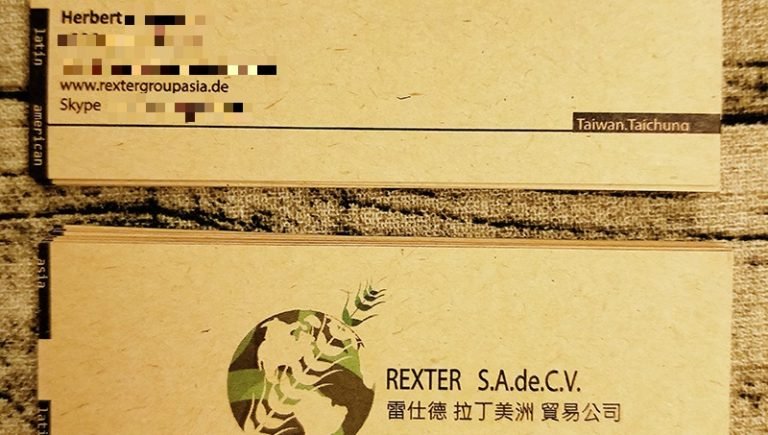 Herbert
www.rextergroupasia.de
Skype
latin american
Taiwan.Taichung
asia
REXTER S.A.de.C.V.
雷仕德 拉丁美洲 貿易公司